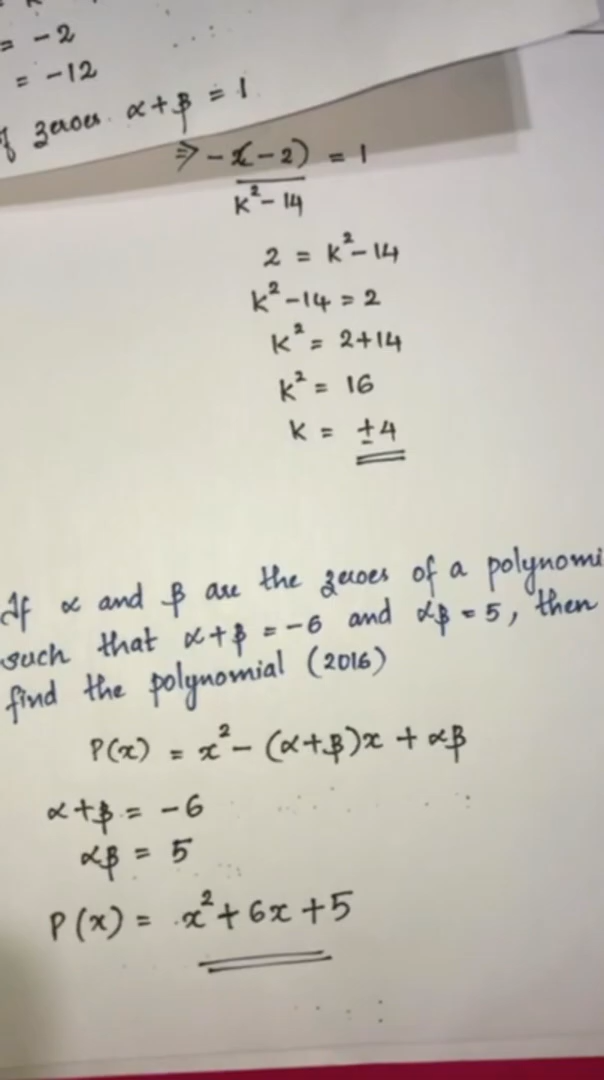 = -2
= -12
zeroes α+β = 1
⇒ -(-2) = 1
k²-14
2 = k²-14
k²-14 = 2
k² = 2+14
k² = 16
k = ±4
If α and β are the zeroes of a polynomi
such that α+β = -6 and αβ = 5, then
find the polynomial (2016)
P(x) = x² - (α+β)x + αβ
α+β = -6
αβ = 5
P(x) = x²+6x+5